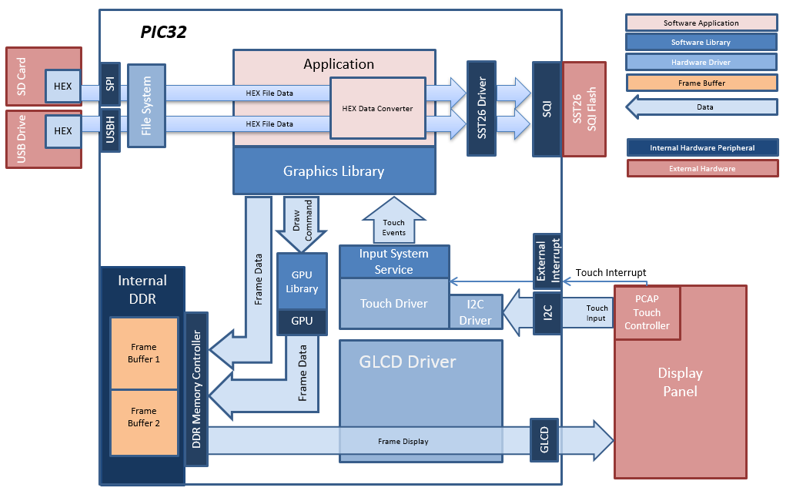 PIC32
Software Application
Software Library
Hardware Driver
Frame Buffer
Data
Internal Hardware Peripheral
External Hardware
SD Card
HEX
USB Drive
HEX
SPI
USBH
File System
Application
HEX File Data
HEX File Data
HEX Data Converter
SST26 Driver
SQI
SST26
SQI Flash
Graphics Library
Draw
Command
Touch
Events
Frame Data
Input System
Service
External
Interrupt
Touch Interrupt
Internal
DDR
GPU
Library
GPU
Touch Driver
I2C
Driver
I2C
Touch
Input
PCAP
Touch
Controller
Frame
Buffer 1
Frame
Buffer 2
DDR Memory Controller
Frame Data
GLCD Driver
Display
Panel
Frame Display
GLCD